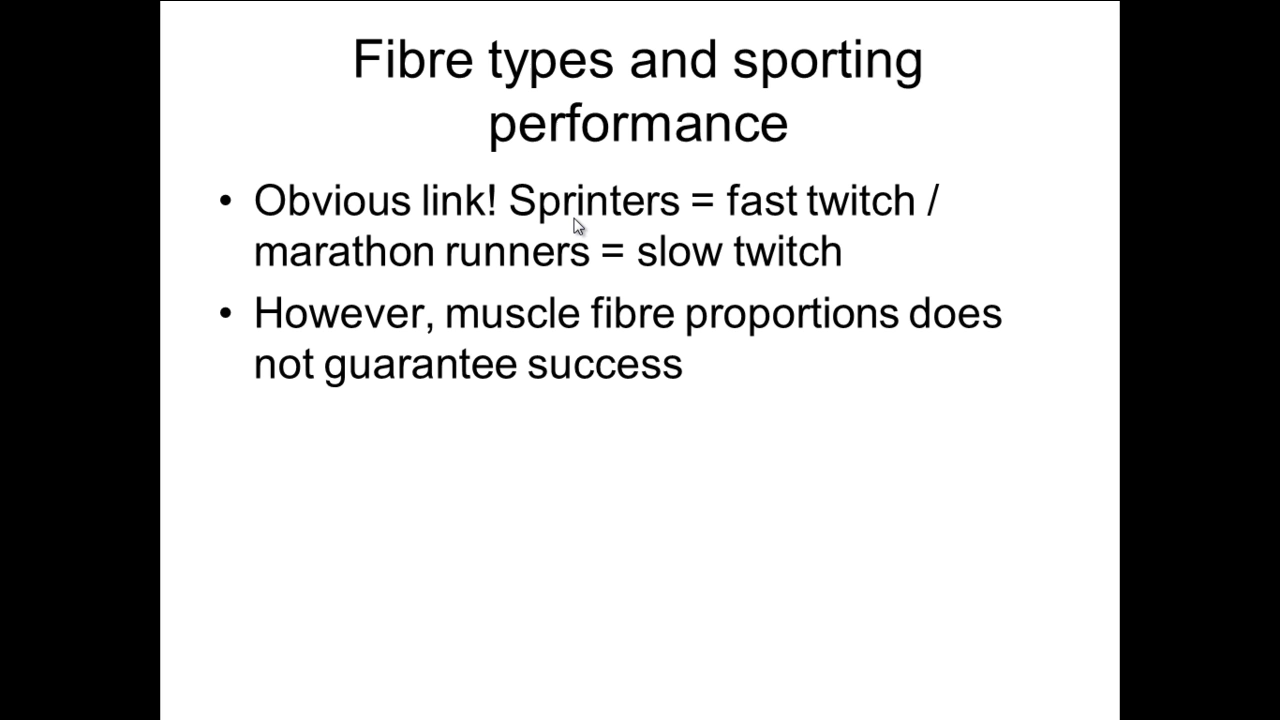 Fibre types and sporting
performance
• Obvious link! Sprinters = fast twitch /
marathon runners = slow twitch
• However, muscle fibre proportions does
not guarantee success